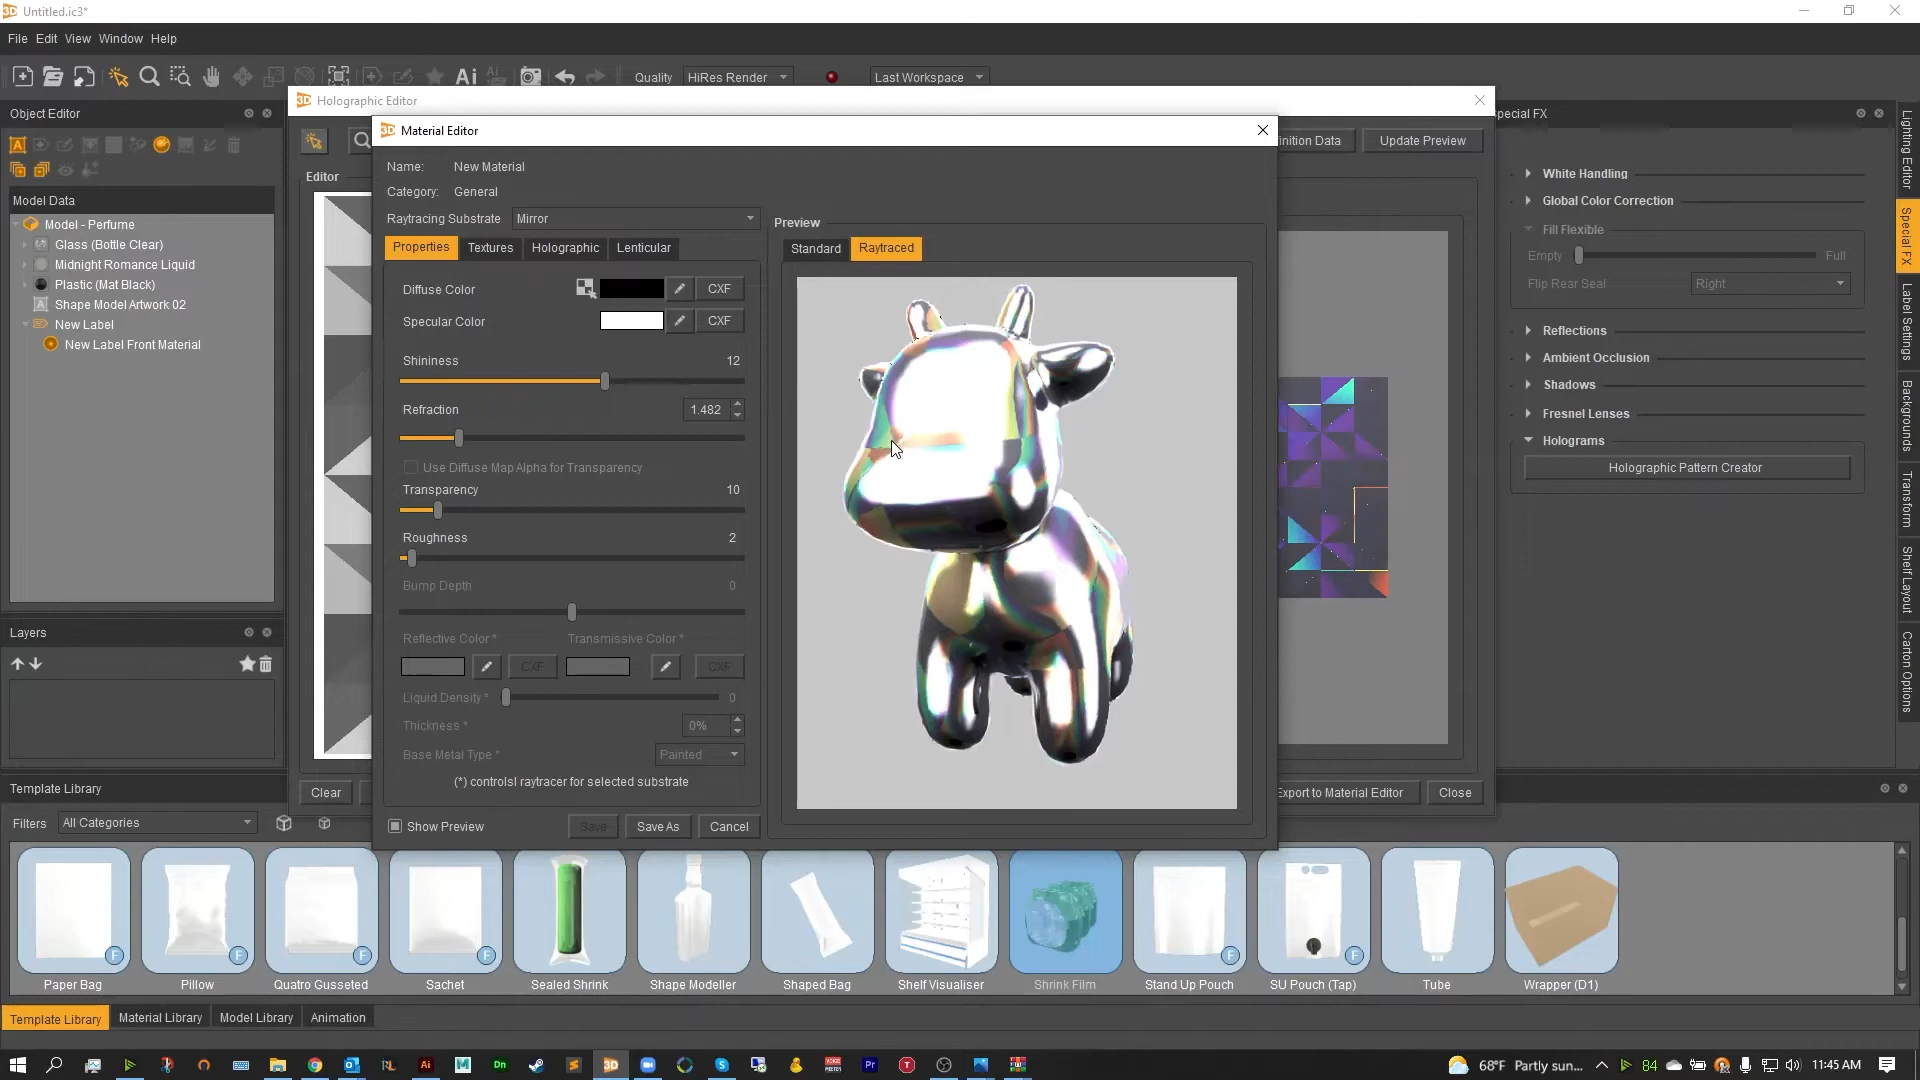 3D Untitled.ic3*
File Edit View Window Help
Ai Quality HiRes Render Last Workspace
Object Editor
3D Holographic Editor
3D Material Editor
Special FX
Model Data
Model - Perfume
Glass (Bottle Clear)
Midnight Romance Liquid
Plastic (Mat Black)
Shape Model Artwork 02
New Label
New Label Front Material
Layers
Editor
Clear
Name: New Material
Category: General
Raytracing Substrate Mirror
Properties Textures Holographic Lenticular
Diffuse Color CXF
Specular Color CXF
Shininess 12
Refraction 1.482
Use Diffuse Map Alpha for Transparency
Transparency 10
Roughness 2
Bump Depth 0
Reflective Color * Transmissive Color *
CXF CXF
Liquid Density * 0
Thickness * 0%
Base Metal Type * Painted
(*) controlsl raytracer for selected substrate
Show Preview Save Save As Cancel
Preview
Standard Raytraced
inition Data Update Preview
Export to Material Editor Close
White Handling
Global Color Correction
Fill Flexible
Empty Full
Flip Rear Seal Right
Reflections
Ambient Occlusion
Shadows
Fresnel Lenses
Holograms
Holographic Pattern Creator
Lighting Editor
Special FX
Label Settings
Backgrounds
Transform
Shelf Layout
Carton Options
Template Library
Filters All Categories
F F F F F F
Paper Bag Pillow Quatro Gusseted Sachet Sealed Shrink Shape Modeller Shaped Bag Shelf Visualiser Shrink Film Stand Up Pouch SU Pouch (Tap) Tube Wrapper (D1)
Template Library Material Library Model Library Animation
Ai M Dn 3D S Pr T 68°F Partly sun... 84 11:45 AM